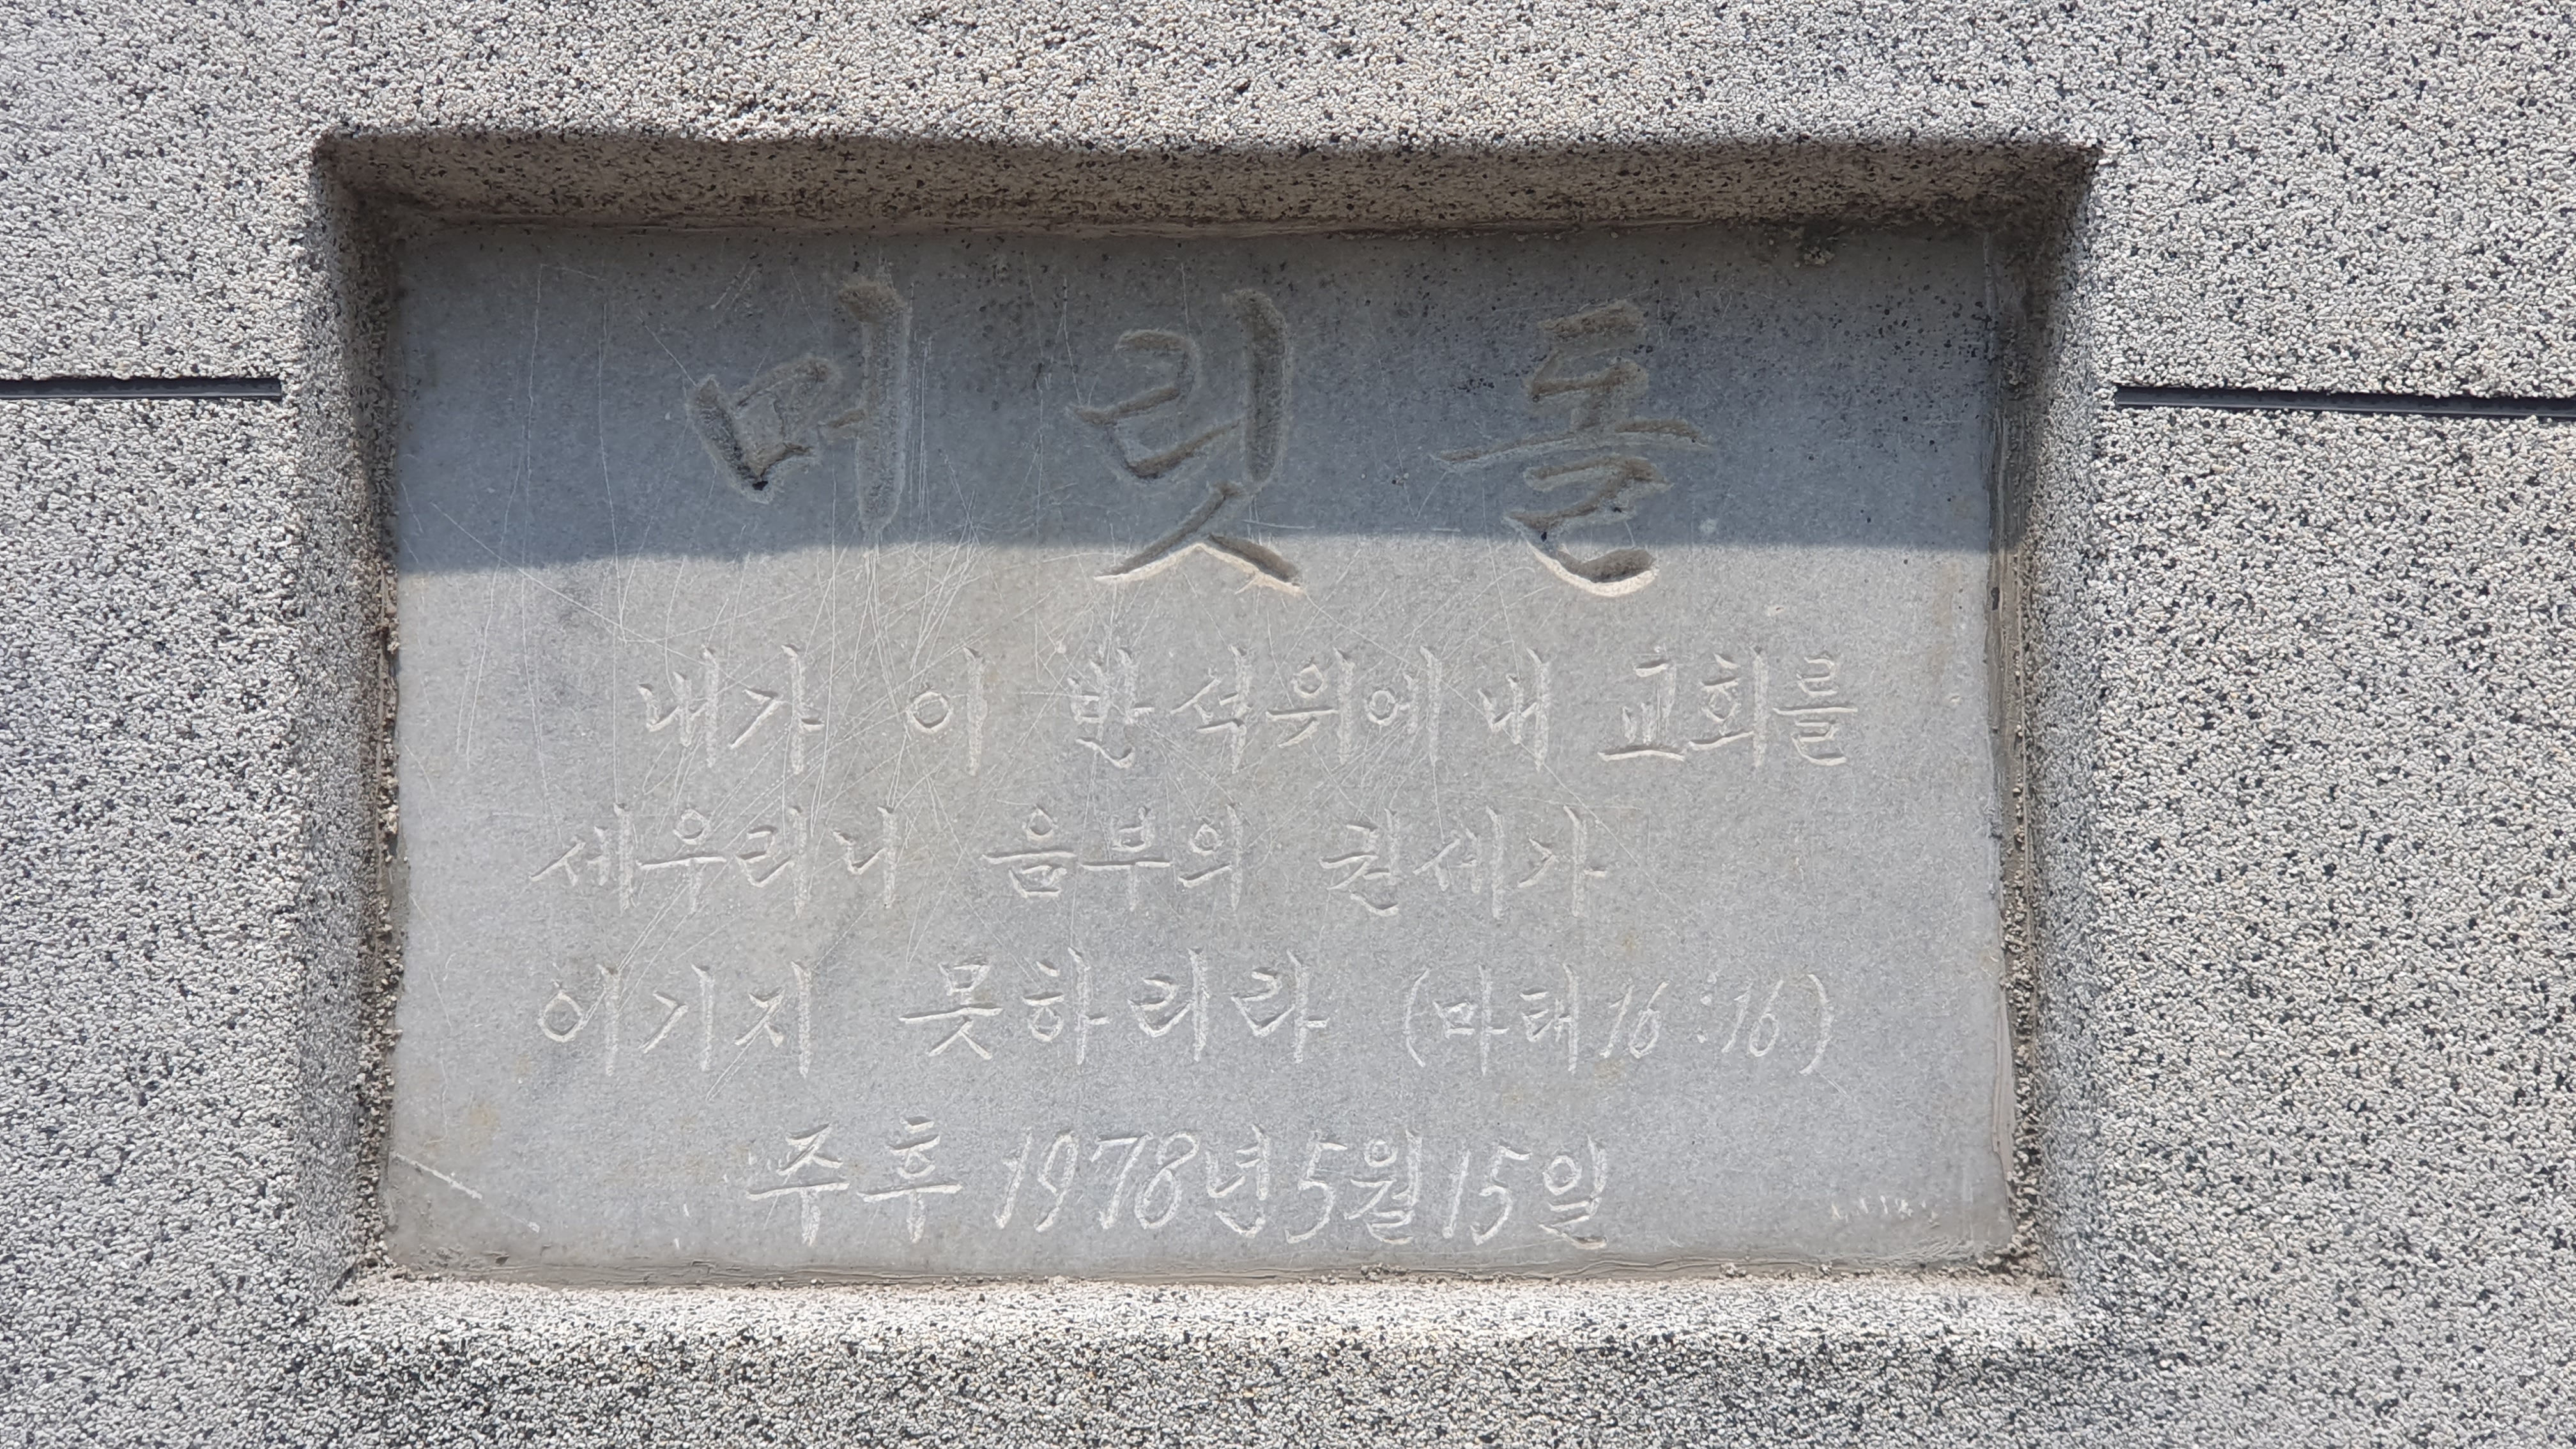 머릿돌
내가 이 발석위에 내 교회를
세우리니 음부의 권세가
이기지 못하리라 (마태16:16)
주후 1978년5월15일